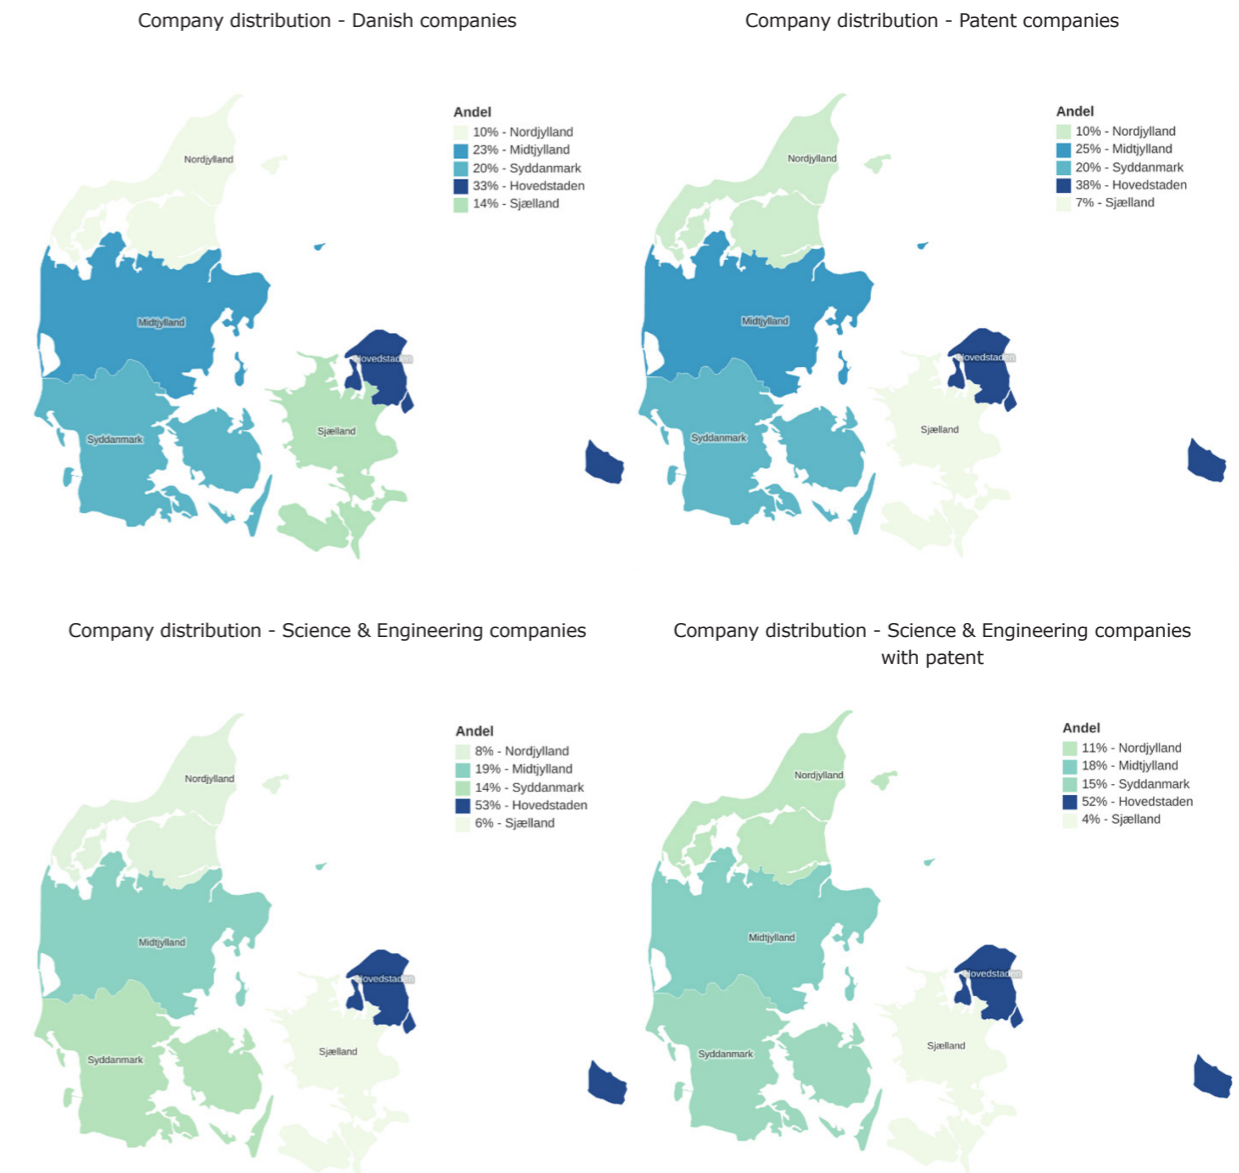 Company distribution - Danish companies
Andel
10% - Nordjylland
23% - Midtjylland
20% - Syddanmark
33% - Hovedstaden
14% - Sjælland
Nordjylland
Midtjylland
Hovedstaden
Sjælland
Syddanmark
Company distribution - Patent companies
Andel
10% - Nordjylland
25% - Midtjylland
20% - Syddanmark
38% - Hovedstaden
7% - Sjælland
Nordjylland
Midtjylland
Hovedstaden
Sjælland
Syddanmark
Company distribution - Science & Engineering companies
Andel
8% - Nordjylland
19% - Midtjylland
14% - Syddanmark
53% - Hovedstaden
6% - Sjælland
Nordjylland
Midtjylland
Hovedstaden
Sjælland
Syddanmark
Company distribution - Science & Engineering companies
with patent
Andel
11% - Nordjylland
18% - Midtjylland
15% - Syddanmark
52% - Hovedstaden
4% - Sjælland
Nordjylland
Midtjylland
Hovedstaden
Sjælland
Syddanmark